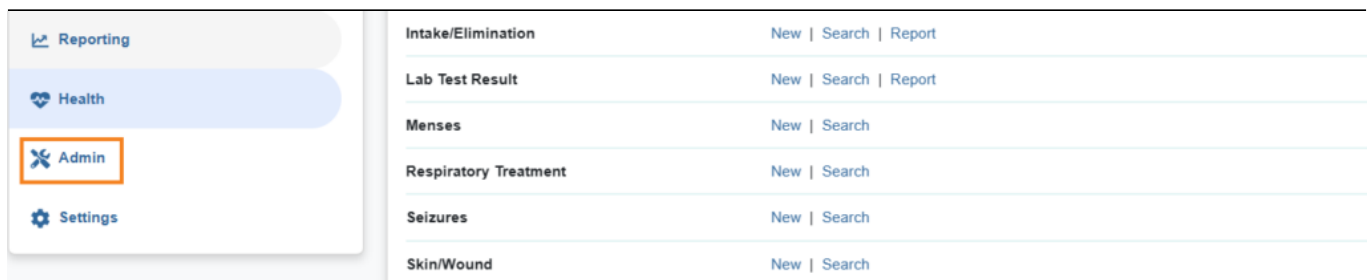 Reporting
Health
Admin
Settings
Intake/Elimination New | Search | Report
Lab Test Result New | Search | Report
Menses New | Search
Respiratory Treatment New | Search
Seizures New | Search
Skin/Wound New | Search